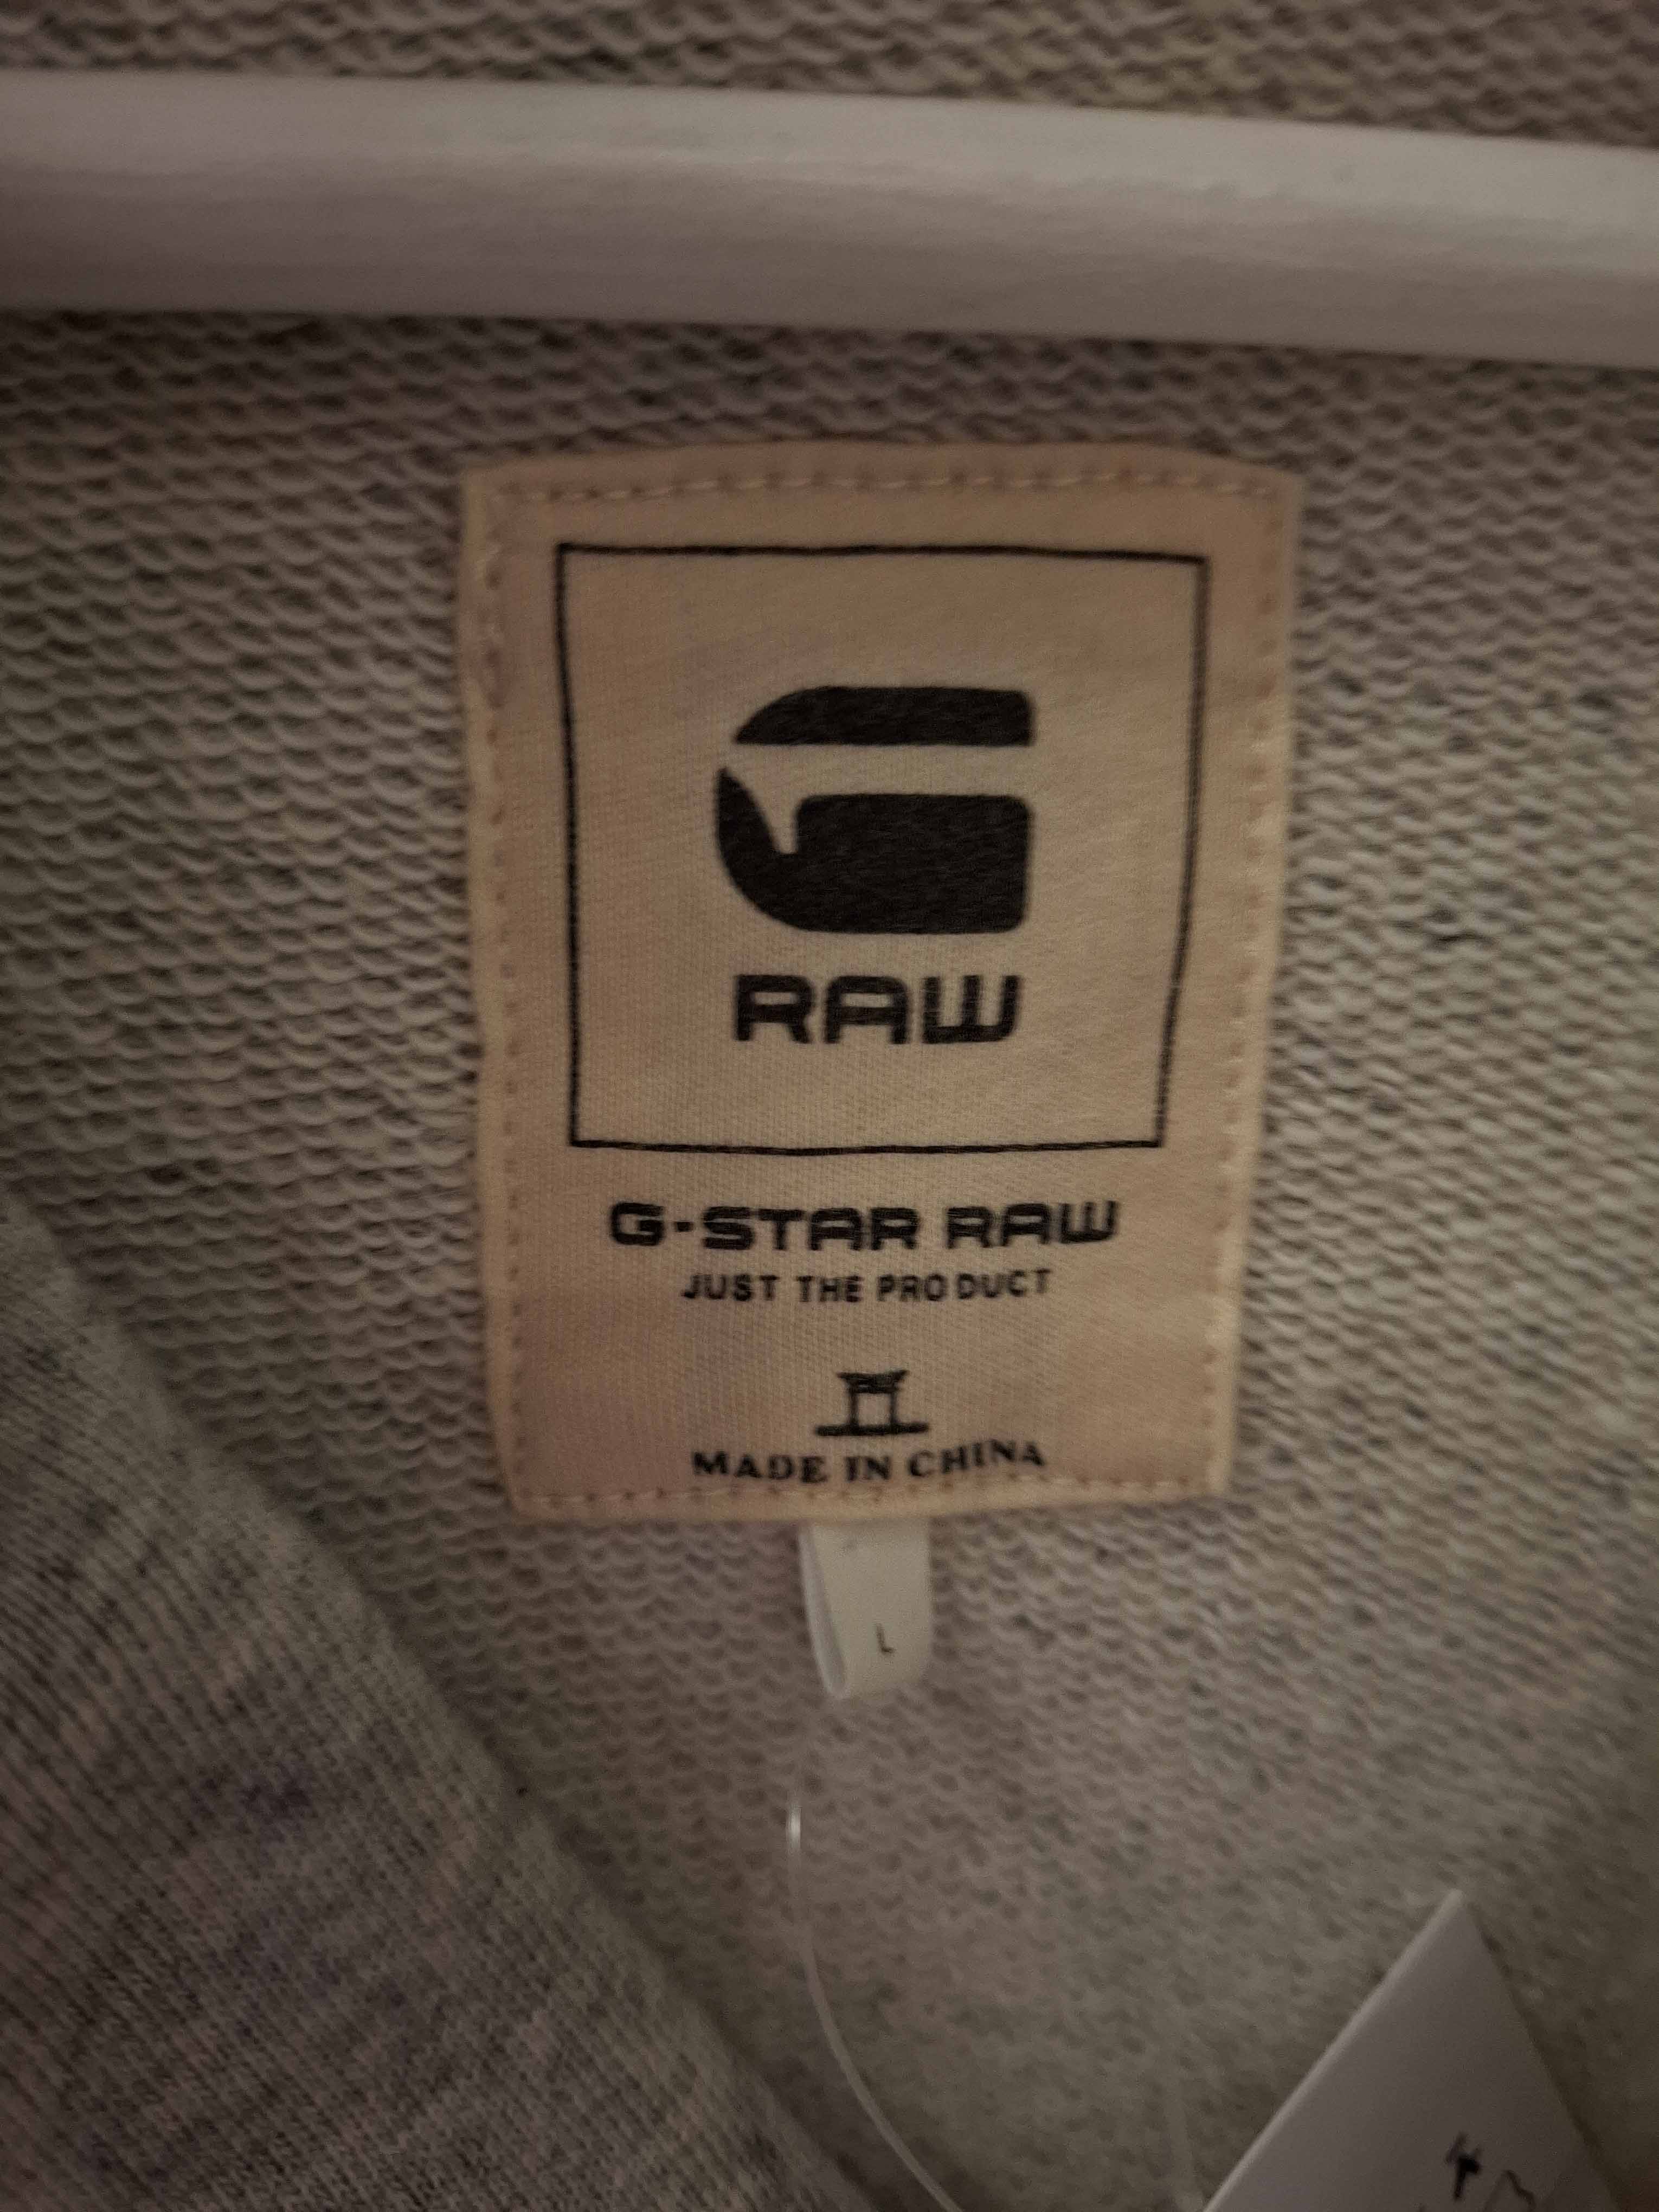 RAW
G-STAR RAW
JUST THE PRODUCT
MADE IN CHINA
L